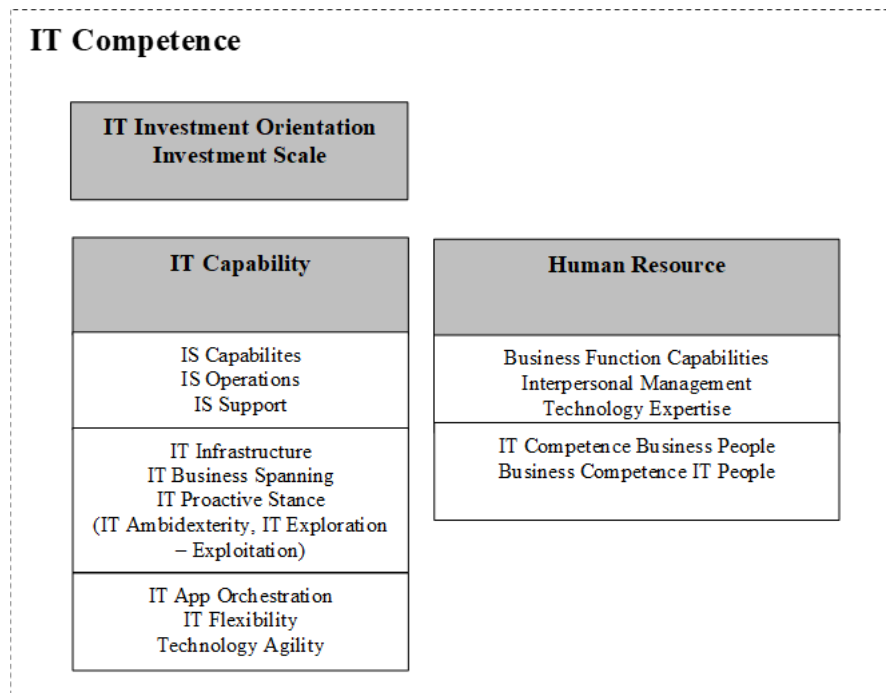 IT Competence
IT Investment Orientation
Investment Scale
IT Capability
IS Capabilites
IS Operations
IS Support
IT Infrastructure
IT Business Spanning
IT Proactive Stance
(IT Ambidexterity, IT Exploration
– Exploitation)
IT App Orchestration
IT Flexibility
Technology Agility
Human Resource
Business Function Capabilities
Interpersonal Management
Technology Expertise
IT Competence Business People
Business Competence IT People